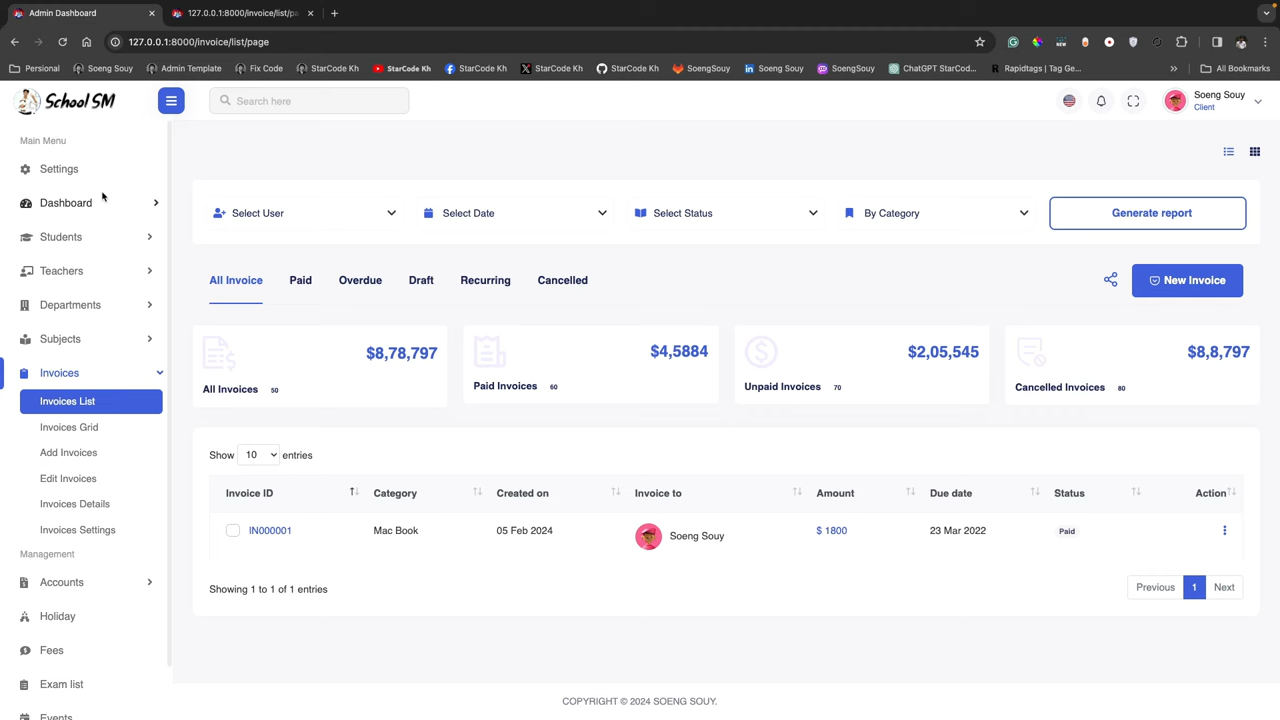 Admin Dashboard
127.0.0.1:8000/invoice/list/pa
127.0.0.1:8000/invoice/list/page
Personal
Soeng Souy
Admin Template
Fix Code
StarCode Kh
StarCode Kh
StarCode Kh
StarCode Kh
StarCode Kh
SoengSouy
Soeng Souy
SoengSouy
ChatGPT StarCod...
Rapidtags | Tag Ge...
All Bookmarks
School SM
Search here
Soeng Souy
Client
Main Menu
Settings
Dashboard
Students
Teachers
Departments
Subjects
Invoices
Invoices List
Invoices Grid
Add Invoices
Edit Invoices
Invoices Details
Invoices Settings
Management
Accounts
Holiday
Fees
Exam list
Events
Select User
Select Date
Select Status
By Category
Generate report
All Invoice
Paid
Overdue
Draft
Recurring
Cancelled
New Invoice
$8,78,797
All Invoices 50
$4,5884
Paid Invoices 60
$2,05,545
Unpaid Invoices 70
$8,8,797
Cancelled Invoices 80
Show 10 entries
Invoice ID Category Created on Invoice to Amount Due date Status Action
IN000001 Mac Book 05 Feb 2024 Soeng Souy $ 1800 23 Mar 2022 Paid
Showing 1 to 1 of 1 entries
Previous 1 Next
COPYRIGHT © 2024 SOENG SOUY.